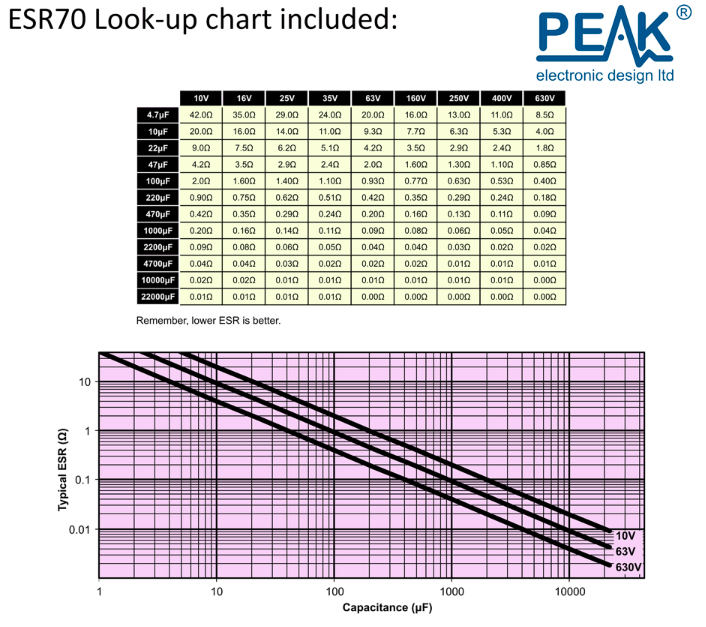 ESR70 Look-up chart included:
PEAK®
electronic design ltd
10V 16V 25V 35V 63V 160V 250V 400V 630V
4.7µF 42.0Ω 35.0Ω 29.0Ω 24.0Ω 20.0Ω 16.0Ω 13.0Ω 11.0Ω 8.5Ω
10µF 20.0Ω 16.0Ω 14.0Ω 11.0Ω 9.3Ω 7.7Ω 6.3Ω 5.3Ω 4.0Ω
22µF 9.0Ω 7.5Ω 6.2Ω 5.1Ω 4.2Ω 3.5Ω 2.9Ω 2.4Ω 1.8Ω
47µF 4.2Ω 3.5Ω 2.9Ω 2.4Ω 2.0Ω 1.60Ω 1.30Ω 1.10Ω 0.85Ω
100µF 2.0Ω 1.60Ω 1.40Ω 1.10Ω 0.93Ω 0.77Ω 0.63Ω 0.53Ω 0.40Ω
220µF 0.90Ω 0.75Ω 0.62Ω 0.51Ω 0.42Ω 0.35Ω 0.29Ω 0.24Ω 0.18Ω
470µF 0.42Ω 0.35Ω 0.29Ω 0.24Ω 0.20Ω 0.16Ω 0.13Ω 0.11Ω 0.09Ω
1000µF 0.20Ω 0.16Ω 0.14Ω 0.11Ω 0.09Ω 0.08Ω 0.06Ω 0.05Ω 0.04Ω
2200µF 0.09Ω 0.08Ω 0.06Ω 0.05Ω 0.04Ω 0.04Ω 0.03Ω 0.02Ω 0.02Ω
4700µF 0.04Ω 0.04Ω 0.03Ω 0.02Ω 0.02Ω 0.02Ω 0.01Ω 0.01Ω 0.01Ω
10000µF 0.02Ω 0.02Ω 0.01Ω 0.01Ω 0.01Ω 0.01Ω 0.01Ω 0.01Ω 0.00Ω
22000µF 0.01Ω 0.01Ω 0.01Ω 0.01Ω 0.00Ω 0.00Ω 0.00Ω 0.00Ω 0.00Ω
Remember, lower ESR is better.
Typical ESR (Ω)
10
1
0.1
0.01
10V
63V
630V
1 10 100 1000 10000
Capacitance (µF)